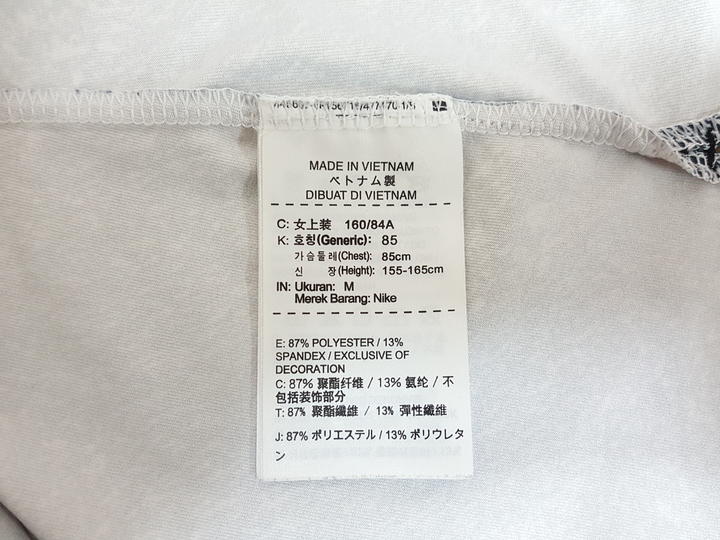 MADE IN VIETNAM
ベトナム製
DIBUAT DI VIETNAM
C: 女上装 160/84A
K: 호칭(Generic): 85
가슴둘레(Chest): 85cm
신 장(Height): 155-165cm
IN: Ukuran: M
Merek Barang: Nike
E: 87% POLYESTER / 13%
SPANDEX / EXCLUSIVE OF
DECORATION
C: 87% 聚酯纤维 / 13% 氨纶 / 不
包括装饰部分
T: 87% 聚酯纖維 / 13% 彈性纖維
J: 87% ポリエステル / 13% ポリウレタ
ン